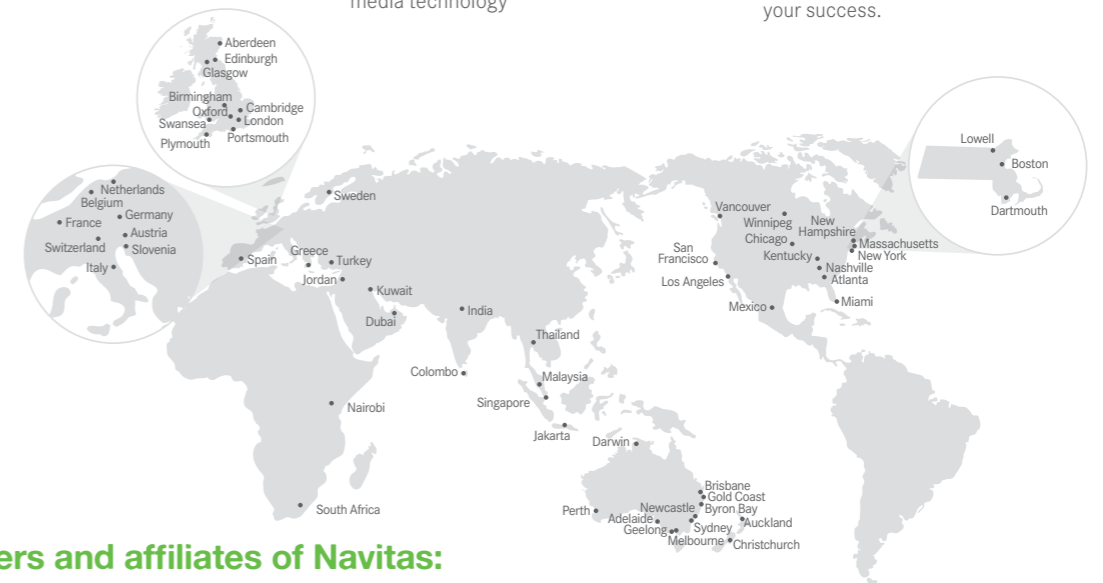 media technology
your success.
Aberdeen
Edinburgh
Glasgow
Birmingham
Oxford
Cambridge
London
Swansea
Plymouth
Portsmouth
Netherlands
Belgium
Germany
France
Austria
Switzerland
Slovenia
Italy
Sweden
Spain
Greece
Turkey
Jordan
Kuwait
Dubai
India
Thailand
Colombo
Malaysia
Singapore
Jakarta
Nairobi
South Africa
Darwin
Perth
Brisbane
Gold Coast
Newcastle
Byron Bay
Adelaide
Geelong
Sydney
Melbourne
Auckland
Christchurch
Vancouver
Winnipeg
New
Hampshire
Chicago
Massachusetts
San
Francisco
Kentucky
New York
Nashville
Los Angeles
Atlanta
Mexico
Miami
Lowell
Boston
Dartmouth
ers and affiliates of Navitas: